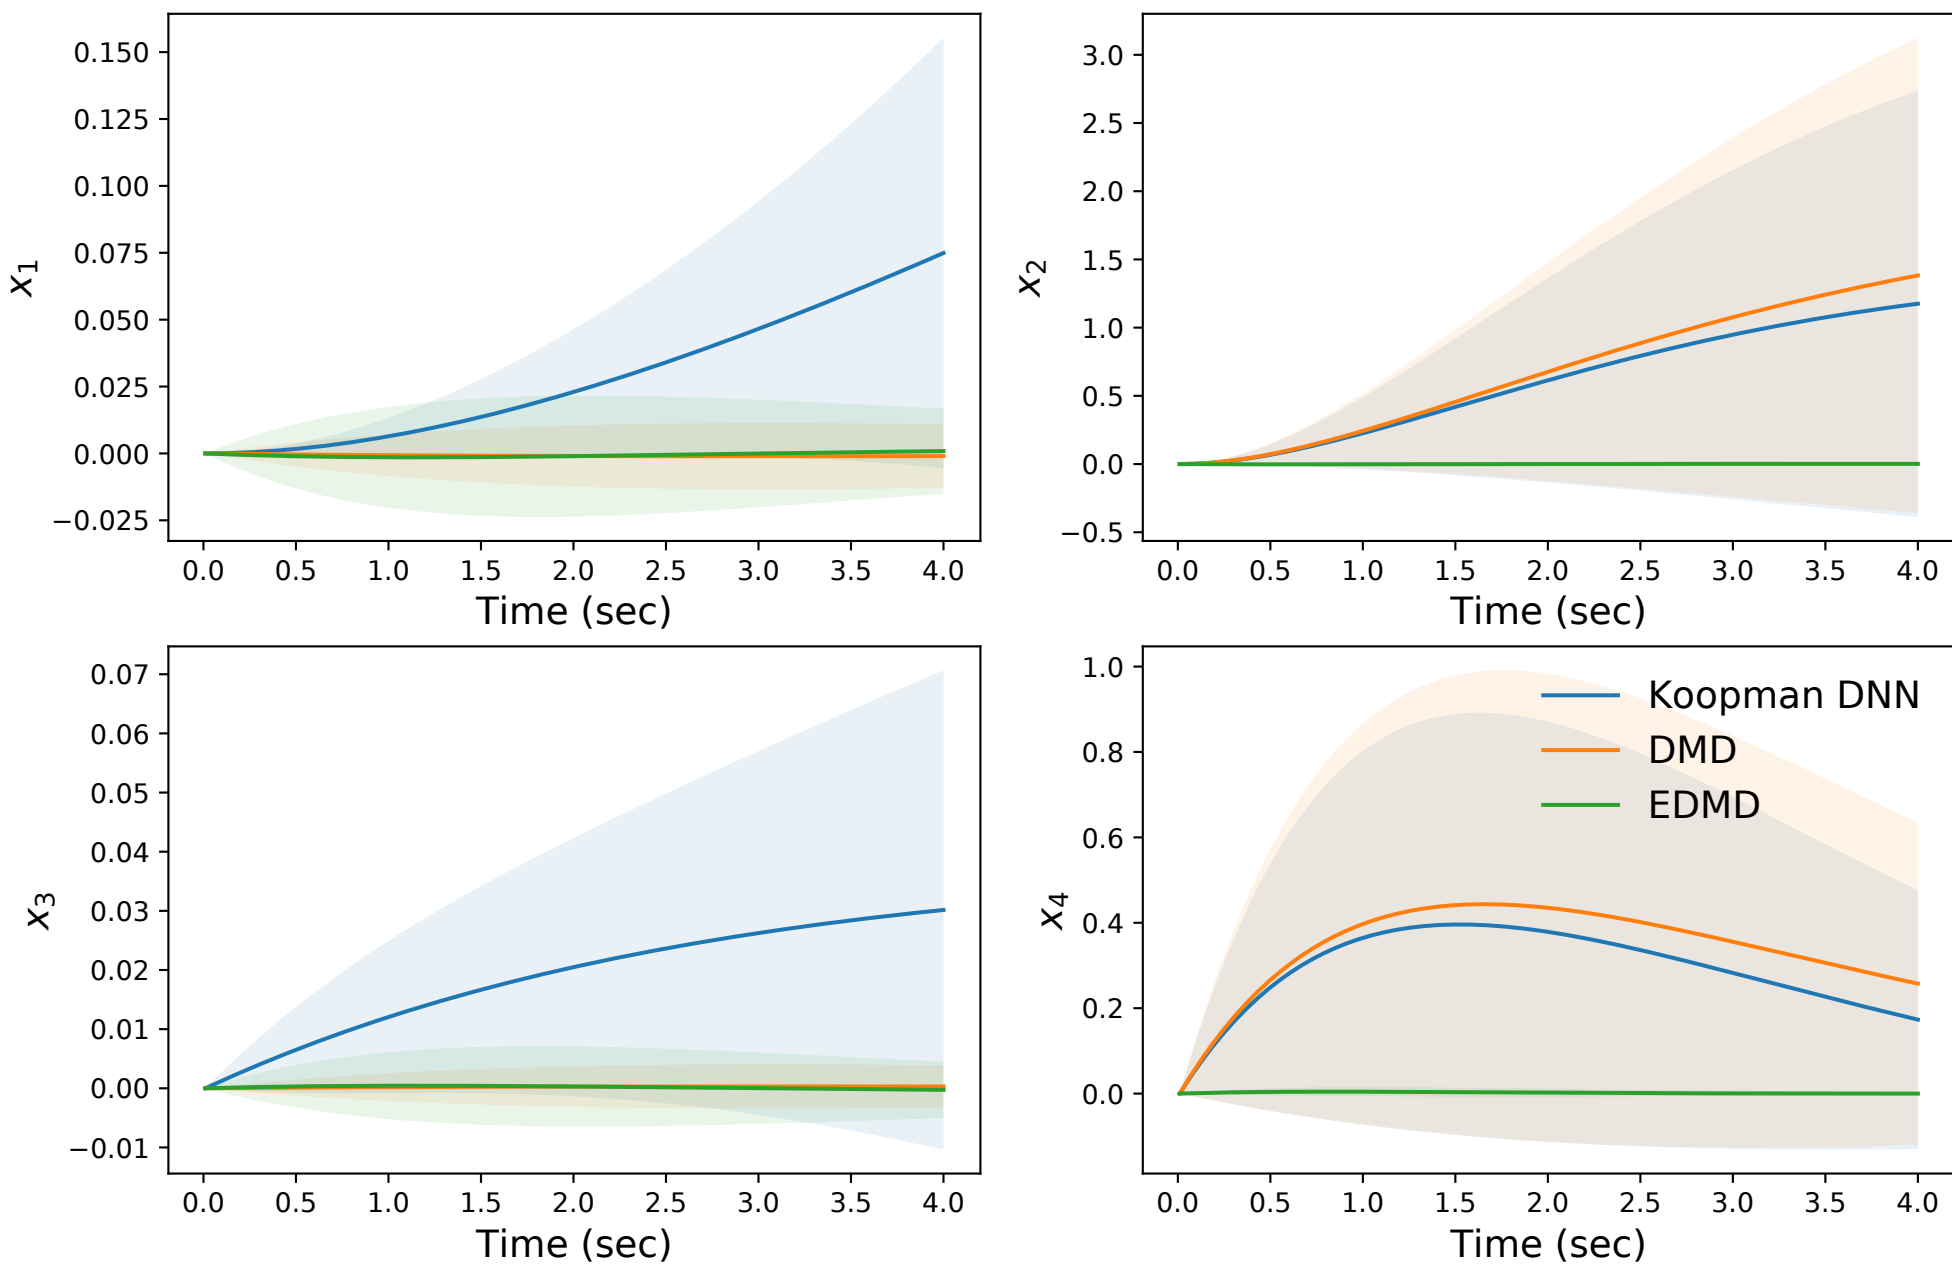 0.150
0.125
0.100
0.075
0.050
0.025
0.000
−0.025
x1
0.0 0.5 1.0 1.5 2.0 2.5 3.0 3.5 4.0
Time (sec)
3.0
2.5
2.0
1.5
1.0
0.5
0.0
−0.5
x2
0.0 0.5 1.0 1.5 2.0 2.5 3.0 3.5 4.0
Time (sec)
0.07
0.06
0.05
0.04
0.03
0.02
0.01
0.00
−0.01
x3
0.0 0.5 1.0 1.5 2.0 2.5 3.0 3.5 4.0
Time (sec)
1.0
0.8
0.6
0.4
0.2
0.0
x4
Koopman DNN
DMD
EDMD
0.0 0.5 1.0 1.5 2.0 2.5 3.0 3.5 4.0
Time (sec)